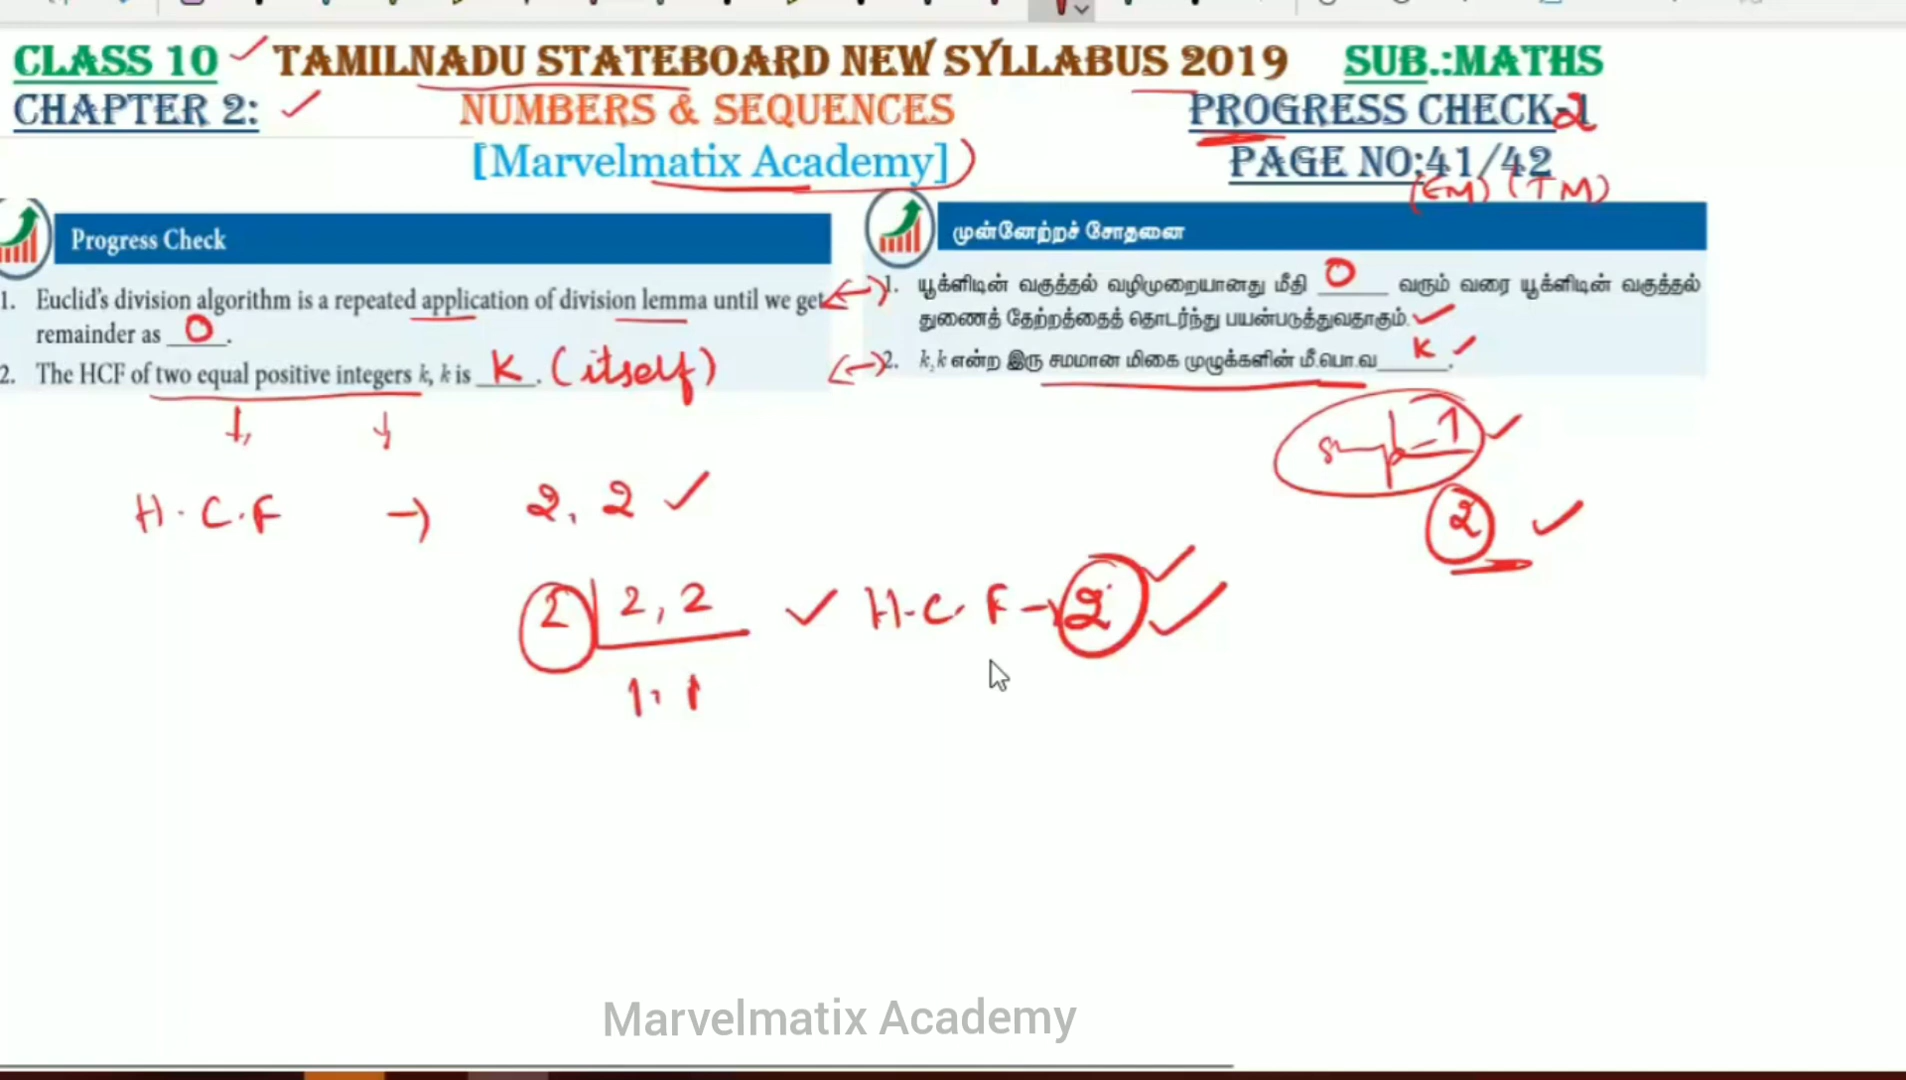 CLASS 10 ✓ TAMILNADU STATEBOARD NEW SYLLABUS 2019 SUB.:MATHS
CHAPTER 2: ✓ NUMBERS & SEQUENCES PROGRESS CHECK-2
[Marvelmatix Academy] PAGE NO:41/42
(EM) (TM)
Progress Check
1. Euclid's division algorithm is a repeated application of division lemma until we get
remainder as 0.
2. The HCF of two equal positive integers k, k is K. (itself)
முன்னேற்றச் சோதனை
1. யூக்ளிடின் வகுத்தல் வழிமுறையானது மீதி 0 வரும் வரை யூக்ளிடின் வகுத்தல்
துணைத் தேற்றத்தைத் தொடர்ந்து பயன்படுத்துவதாகும். ✓
2. k, k என்ற இரு சமமான மிகை முழுக்களின் மீ.பொ.வ K. ✓
H.C.F → 2, 2 ✓
2 ✓
2 | 2, 2 ✓ H.C.F → 2 ✓
1, 1
Marvelmatix Academy